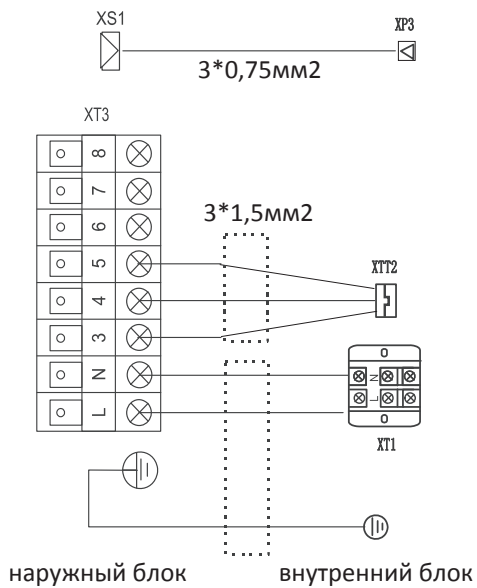 XS1
XP3
3*0,75мм2
XT3
8
7
6
3*1,5мм2
5
XTT2
4
3
N
N
L
L
XT1
наружный блок
внутренний блок